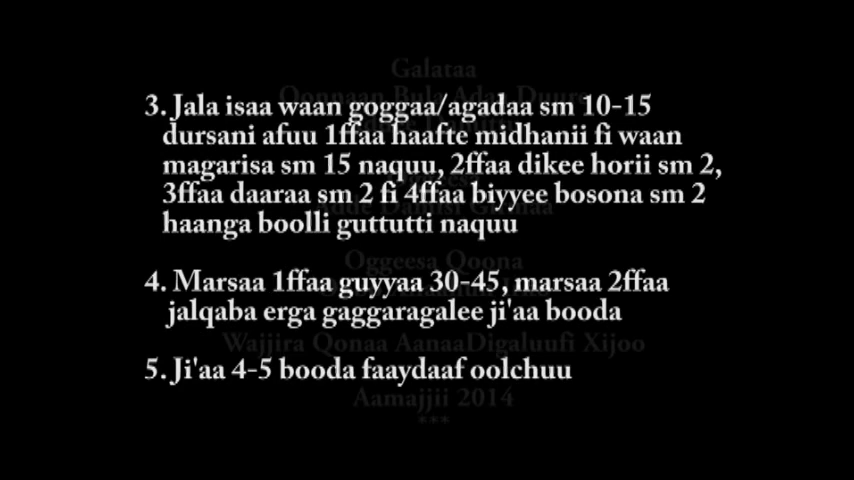 Galataa
3. Jala isaa waan goggaa/agadaa sm 10-15
dursani afuu 1ffaa haafte midhanii fi waan
magarisa sm 15 naquu, 2ffaa dikee horii sm 2,
3ffaa daaraa sm 2 fi 4ffaa biyyee bosona sm 2
haanga boolli guttutti naquu
Oggeesa Qoona
4. Marsaa 1ffaa guyyaa 30-45, marsaa 2ffaa
jalqaba erga gaggaragalee ji'aa booda
Wajjira Qonaa AanaaDigaluufi Xijoo
5. Ji'aa 4-5 booda faaydaaf oolchuu
Aamajjii 2014
***